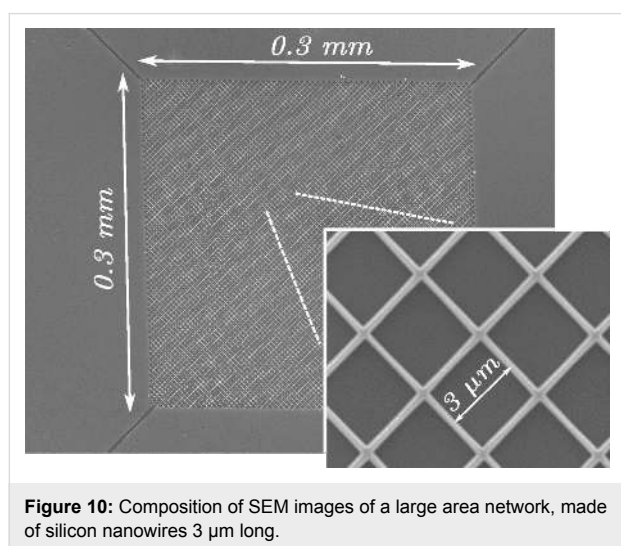 0.3 mm
0.3 mm
3 μm
Figure 10: Composition of SEM images of a large area network, made
of silicon nanowires 3 µm long.